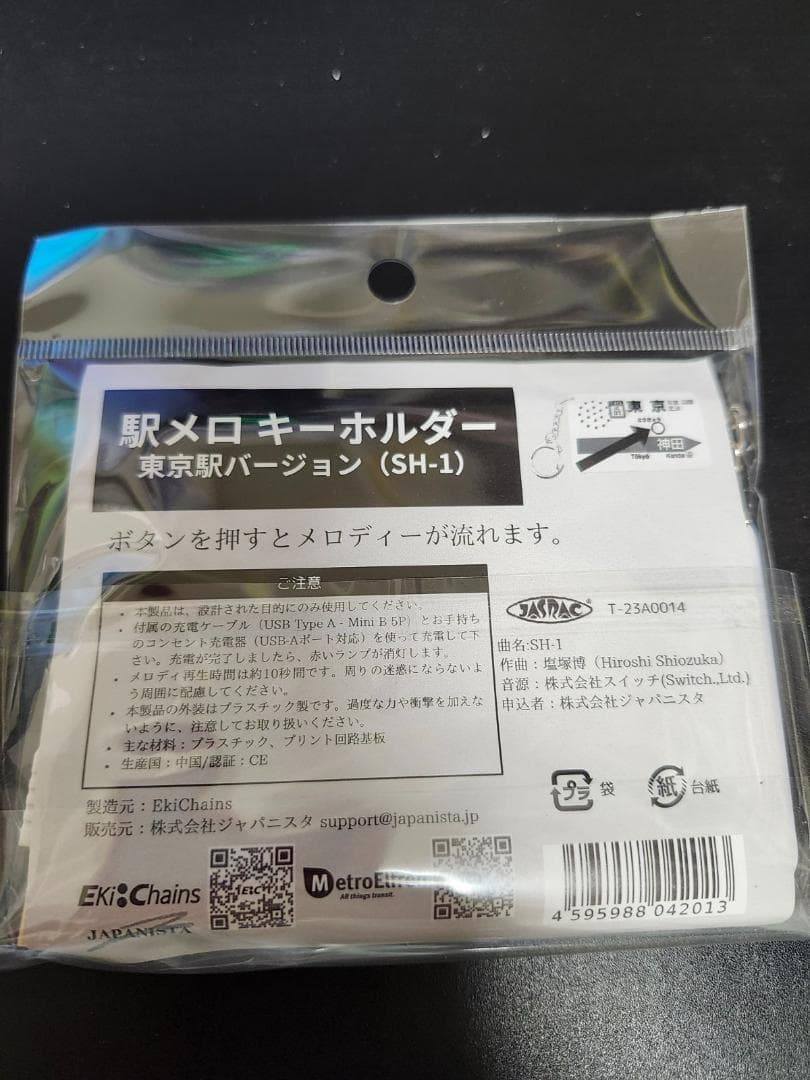 駅メロ キーホルダー
東京駅バージョン（SH-1）
東京
神田
Tōkyō
Kanda
ボタンを押すとメロディーが流れます。
ご注意
・本製品は、設計された目的にのみ使用してください。
・付属の充電ケーブル（USB Type A - Mini B 5P）とお手持ち
のコンセント充電器（USB-Aポート対応）を使って充電して下
さい。充電が完了しましたら、赤いランプが消灯します。
・メロディ再生時間は約10秒間です。周りの迷惑にならないよ
う周囲に配慮してください。
・本製品の外装はプラスチック製です。過度な力や衝撃を加えな
いように、注意してお取り扱いください。
・主な材料：プラスチック、プリント回路基板
・生産国：中国/認証：CE
JASRAC® T-23A0014
曲名:SH-1
作曲：塩塚博（Hiroshi Shiozuka）
音源：株式会社スイッチ(Switch.,Ltd.)
申込者：株式会社ジャパニスタ
プラ 袋
紙 台紙
製造元：EkiChains
販売元：株式会社ジャパニスタ support@japanista.jp
EKi:Chains
JAPANISTA
All things transit.
4 595988 042013